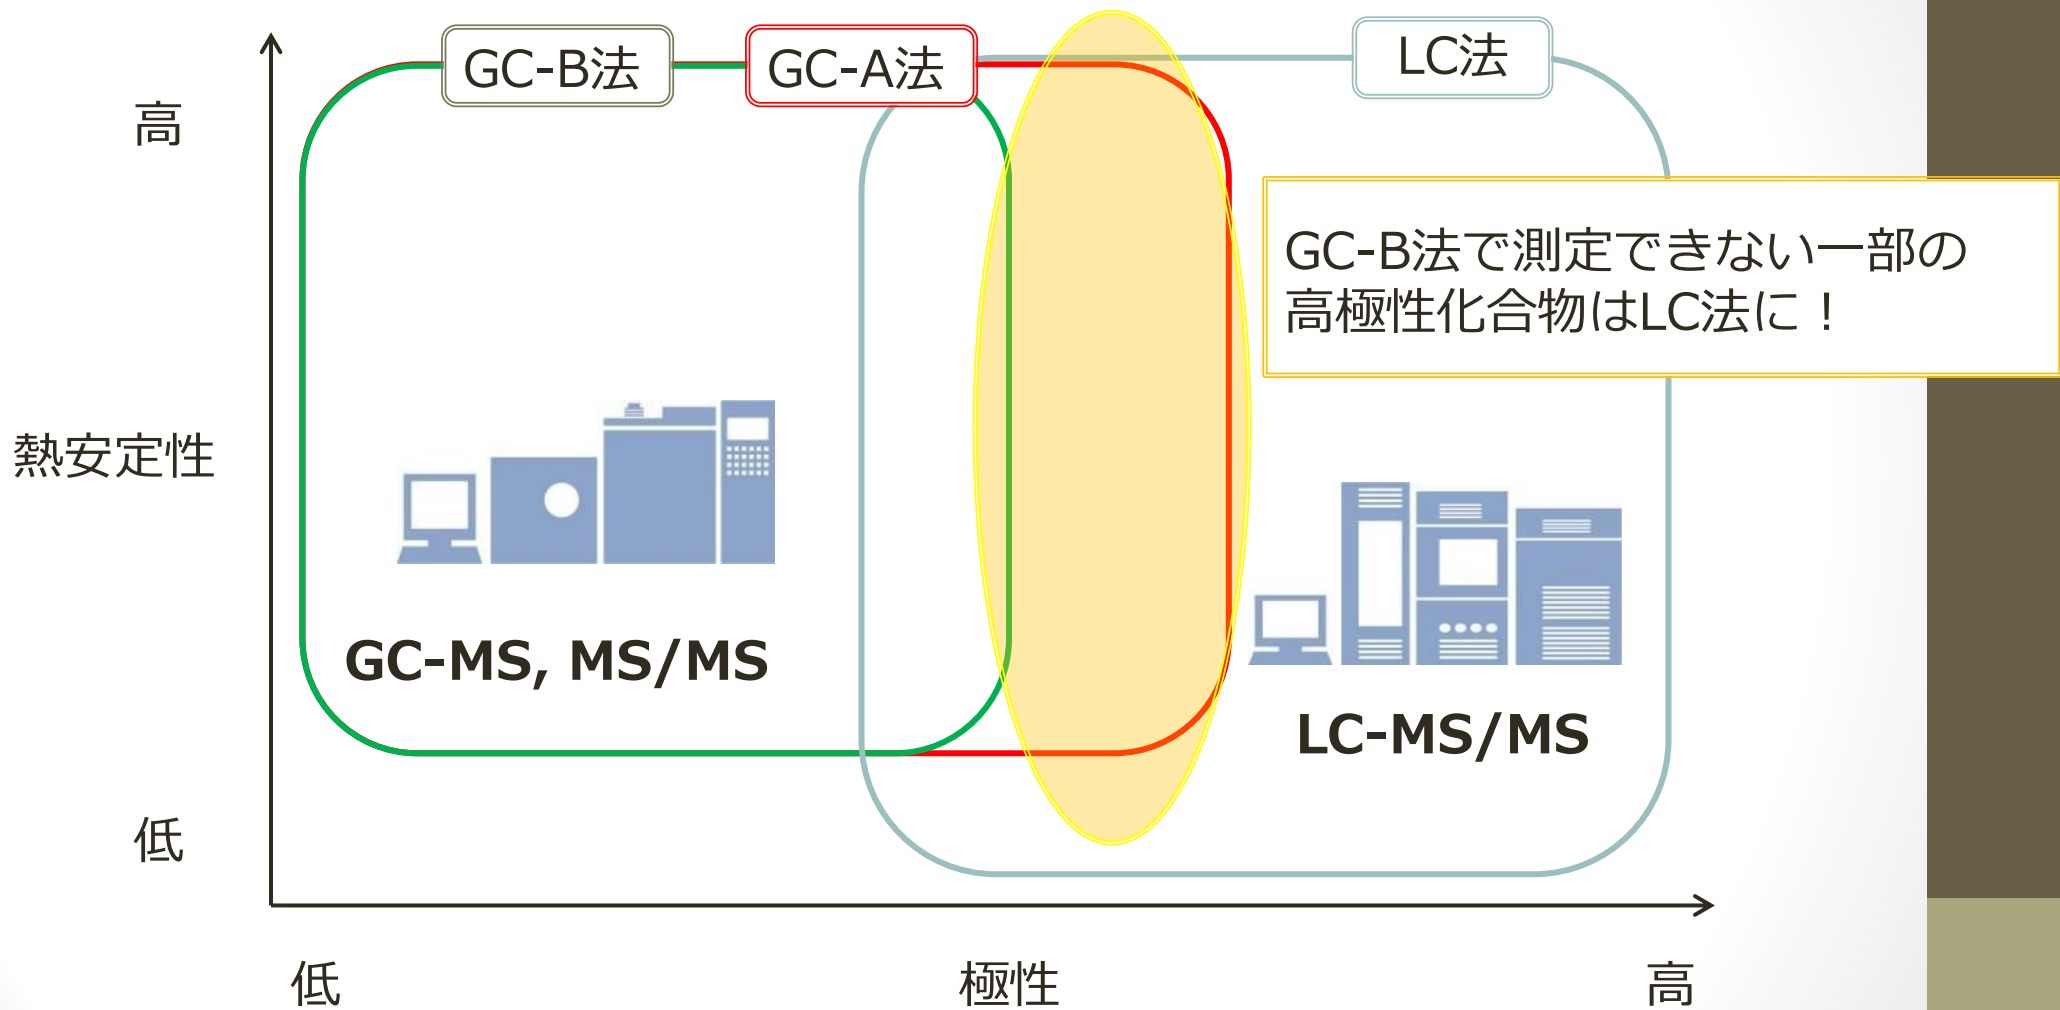 GC-B法
GC-A法
LC法
高
GC-B法で測定できない一部の
高極性化合物はLC法に！
熱安定性
GC-MS, MS/MS
LC-MS/MS
低
低
極性
高